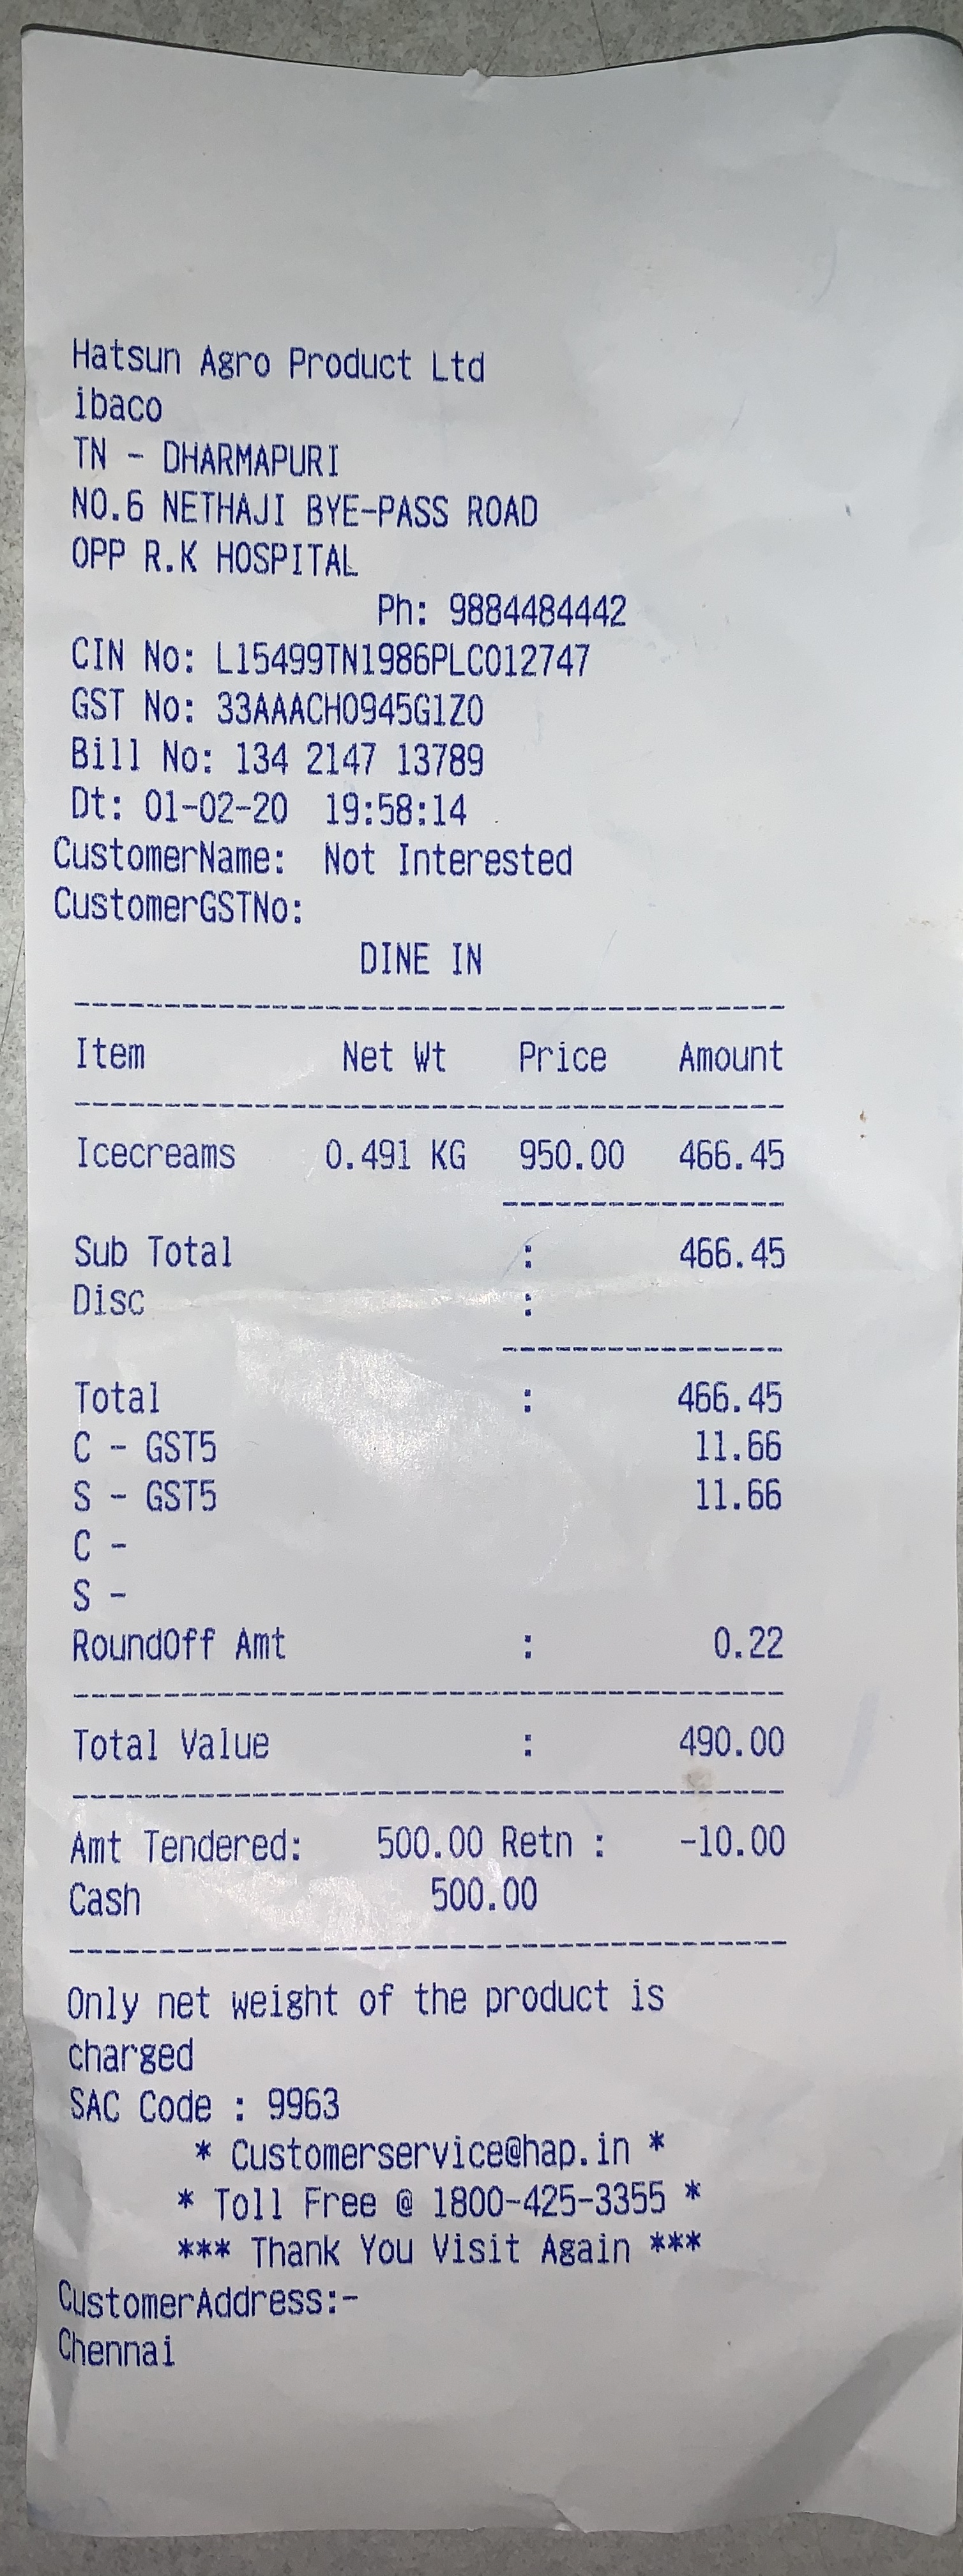 Hatsun Agro Product Ltd
ibaco
TN - DHARMAPURI
NO.6 NETHAJI BYE-PASS ROAD
OPP R.K HOSPITAL
Ph: 9884484442
CIN No: L15499TN1986PLC012747
GST No: 33AAACH0945G1Z0
Bill No: 134 2147 13789
Dt: 01-02-20 19:58:14
CustomerName: Not Interested
CustomerGSTNo:
DINE IN
Item Net Wt Price Amount
Icecreams 0.491 KG 950.00 466.45
Sub Total : 466.45
Disc :
Total : 466.45
C - GST5 11.66
S - GST5 11.66
C -
S -
RoundOff Amt : 0.22
Total Value : 490.00
Amt Tendered: 500.00 Retn : -10.00
Cash 500.00
Only net weight of the product is
charged
SAC Code : 9963
* Customerservice@hap.in *
* Toll Free @ 1800-425-3355 *
*** Thank You Visit Again ***
CustomerAddress:-
Chennai